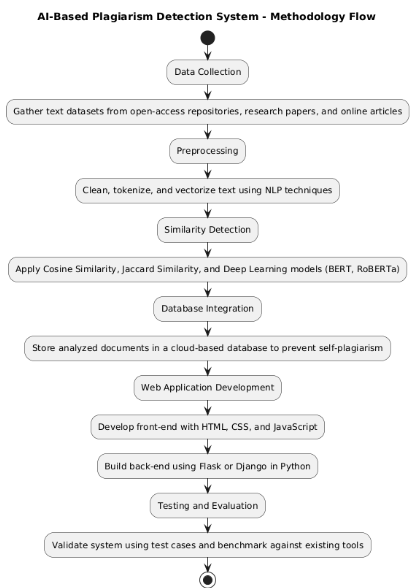 AI-Based Plagiarism Detection System - Methodology Flow
Data Collection
Gather text datasets from open-access repositories, research papers, and online articles
Preprocessing
Clean, tokenize, and vectorize text using NLP techniques
Similarity Detection
Apply Cosine Similarity, Jaccard Similarity, and Deep Learning models (BERT, RoBERTa)
Database Integration
Store analyzed documents in a cloud-based database to prevent self-plagiarism
Web Application Development
Develop front-end with HTML, CSS, and JavaScript
Build back-end using Flask or Django in Python
Testing and Evaluation
Validate system using test cases and benchmark against existing tools